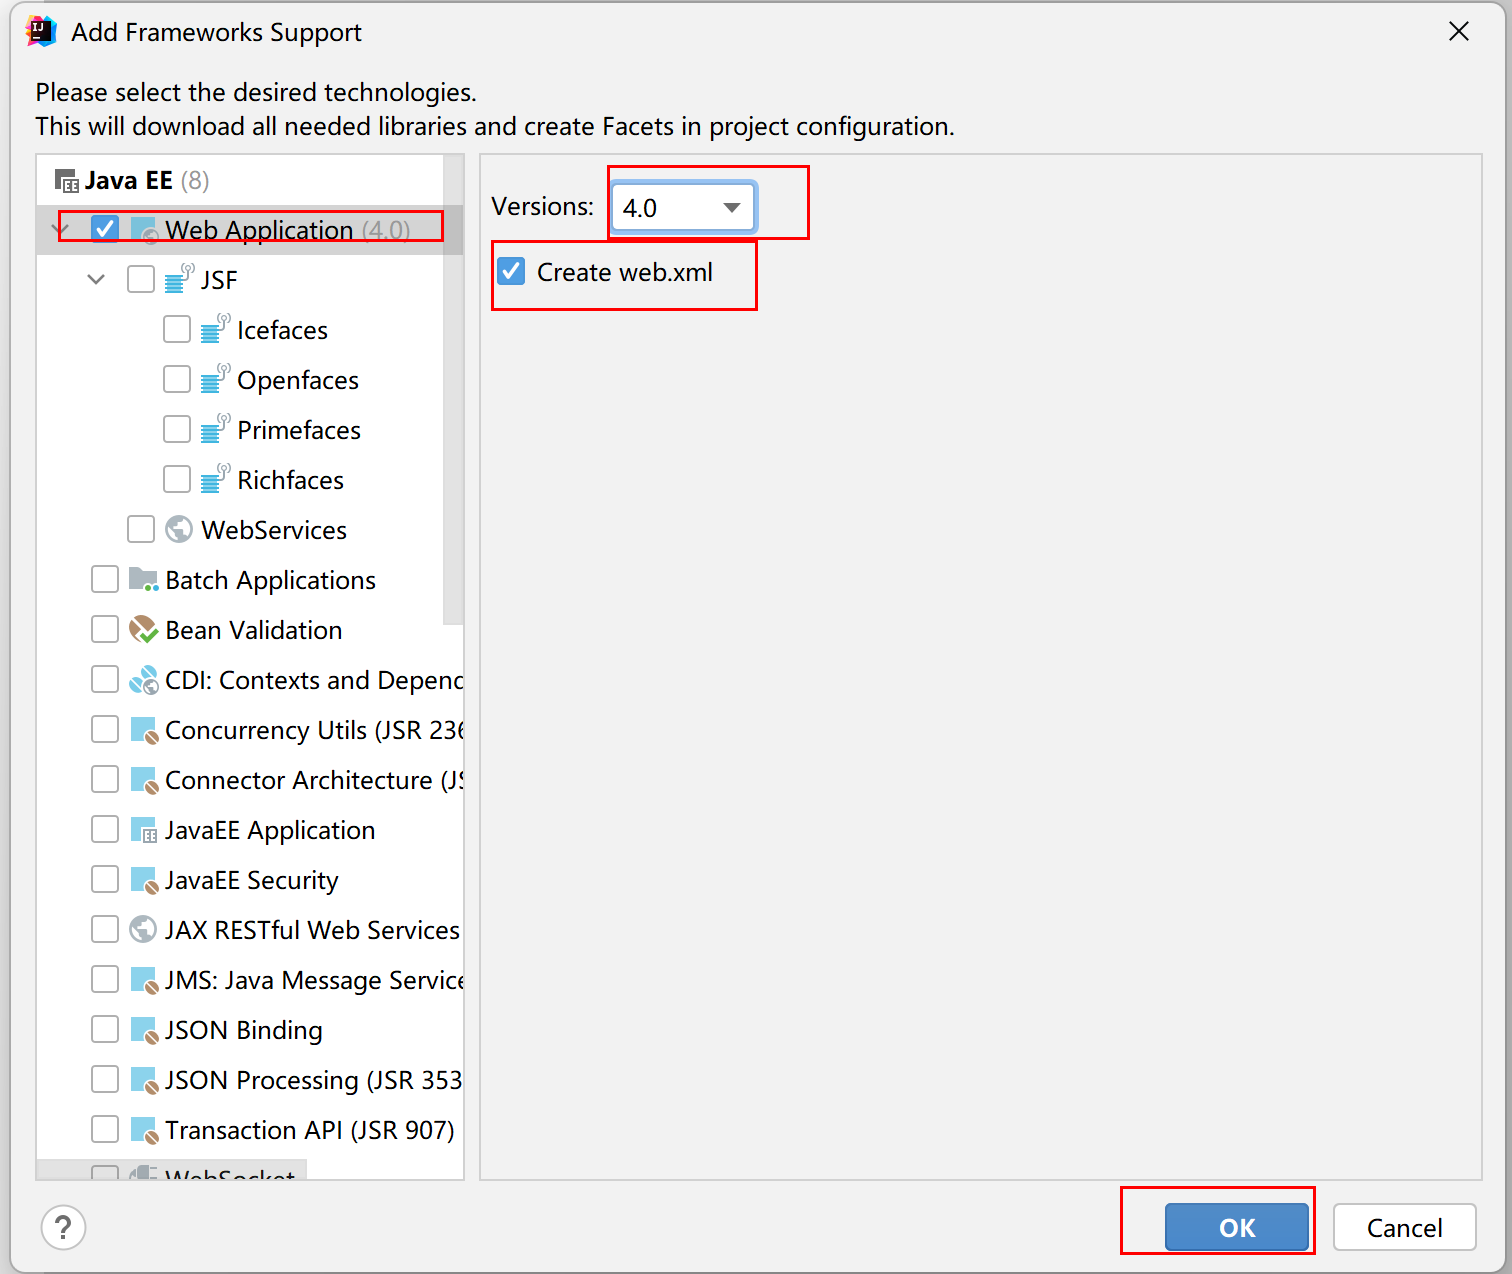 Add Frameworks Support
Please select the desired technologies.
This will download all needed libraries and create Facets in project configuration.
Java EE (8)
Web Application (4.0)
JSF
Icefaces
Openfaces
Primefaces
Richfaces
WebServices
Batch Applications
Bean Validation
CDI: Contexts and Depend
Concurrency Utils (JSR 236
Connector Architecture (JS
JavaEE Application
JavaEE Security
JAX RESTful Web Services
JMS: Java Message Service
JSON Binding
JSON Processing (JSR 353
Transaction API (JSR 907)
WebSocket
Versions: 4.0
Create web.xml
?
OK
Cancel